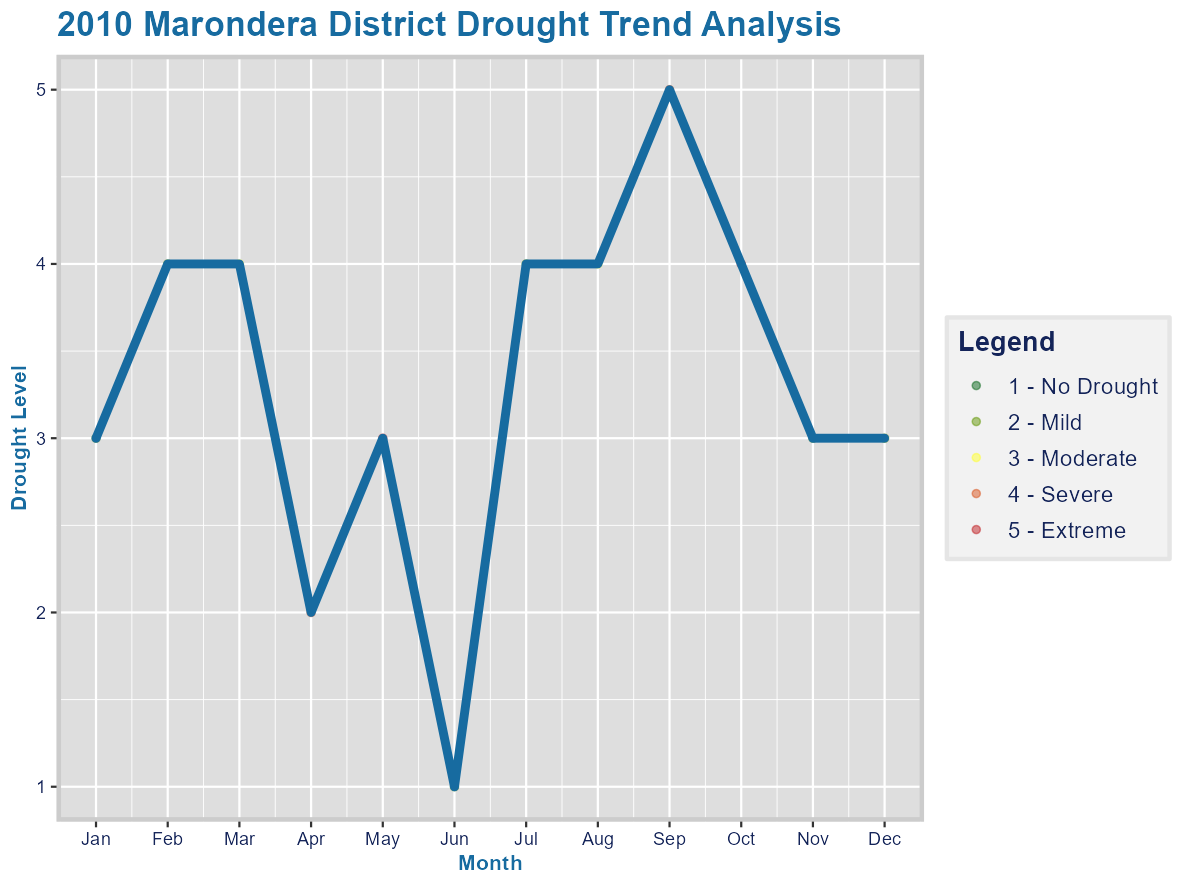 2010 Marondera District Drought Trend Analysis
5
4
3
2
1
Drought Level
Jan Feb Mar Apr May Jun Jul Aug Sep Oct Nov Dec
Month
Legend
1 - No Drought
2 - Mild
3 - Moderate
4 - Severe
5 - Extreme